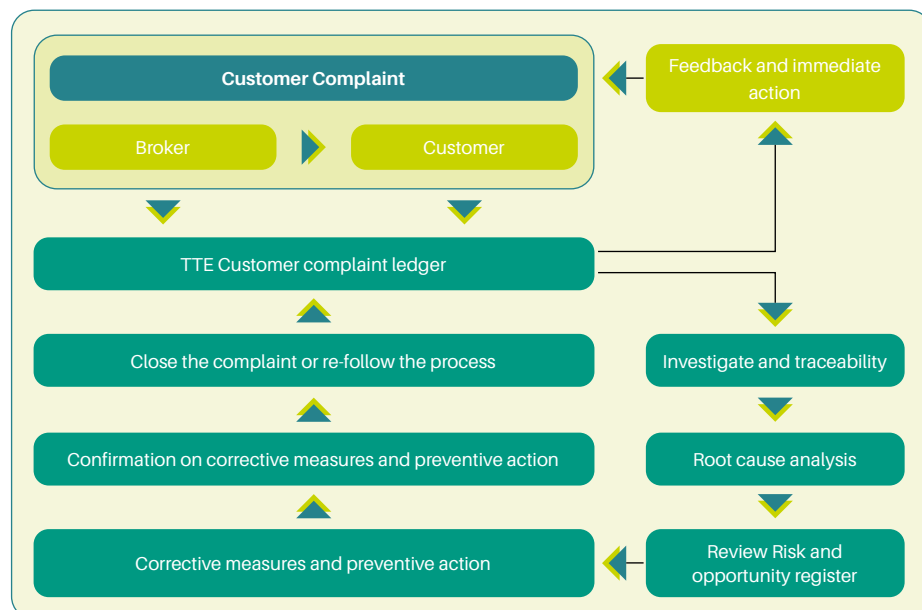 Customer Complaint
Broker
Customer
Feedback and immediate
action
TTE Customer complaint ledger
Close the complaint or re-follow the process
Investigate and traceability
Confirmation on corrective measures and preventive action
Root cause analysis
Corrective measures and preventive action
Review Risk and
opportunity register